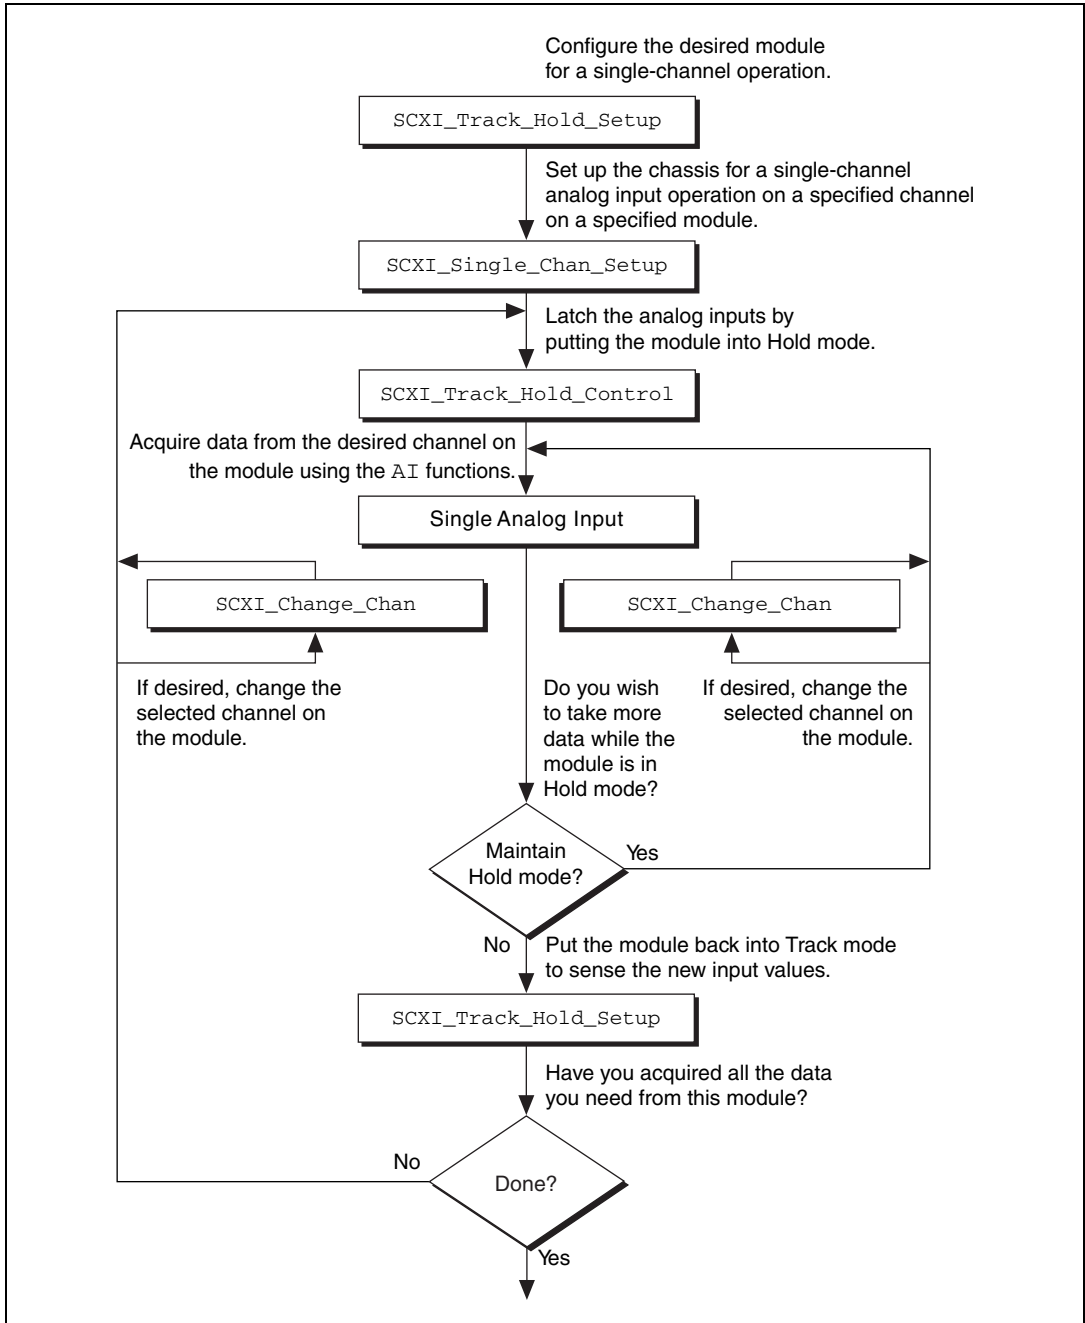 Configure the desired module
for a single-channel operation.
SCXI_Track_Hold_Setup
Set up the chassis for a single-channel
analog input operation on a specified channel
on a specified module.
SCXI_Single_Chan_Setup
Latch the analog inputs by
putting the module into Hold mode.
SCXI_Track_Hold_Control
Acquire data from the desired channel on
the module using the AI functions.
Single Analog Input
SCXI_Change_Chan
SCXI_Change_Chan
If desired, change the
selected channel on
the module.
Do you wish
to take more
data while the
module is in
Hold mode?
If desired, change the
selected channel on
the module.
Maintain
Hold mode?
Yes
No
Put the module back into Track mode
to sense the new input values.
SCXI_Track_Hold_Setup
Have you acquired all the data
you need from this module?
No
Done?
Yes